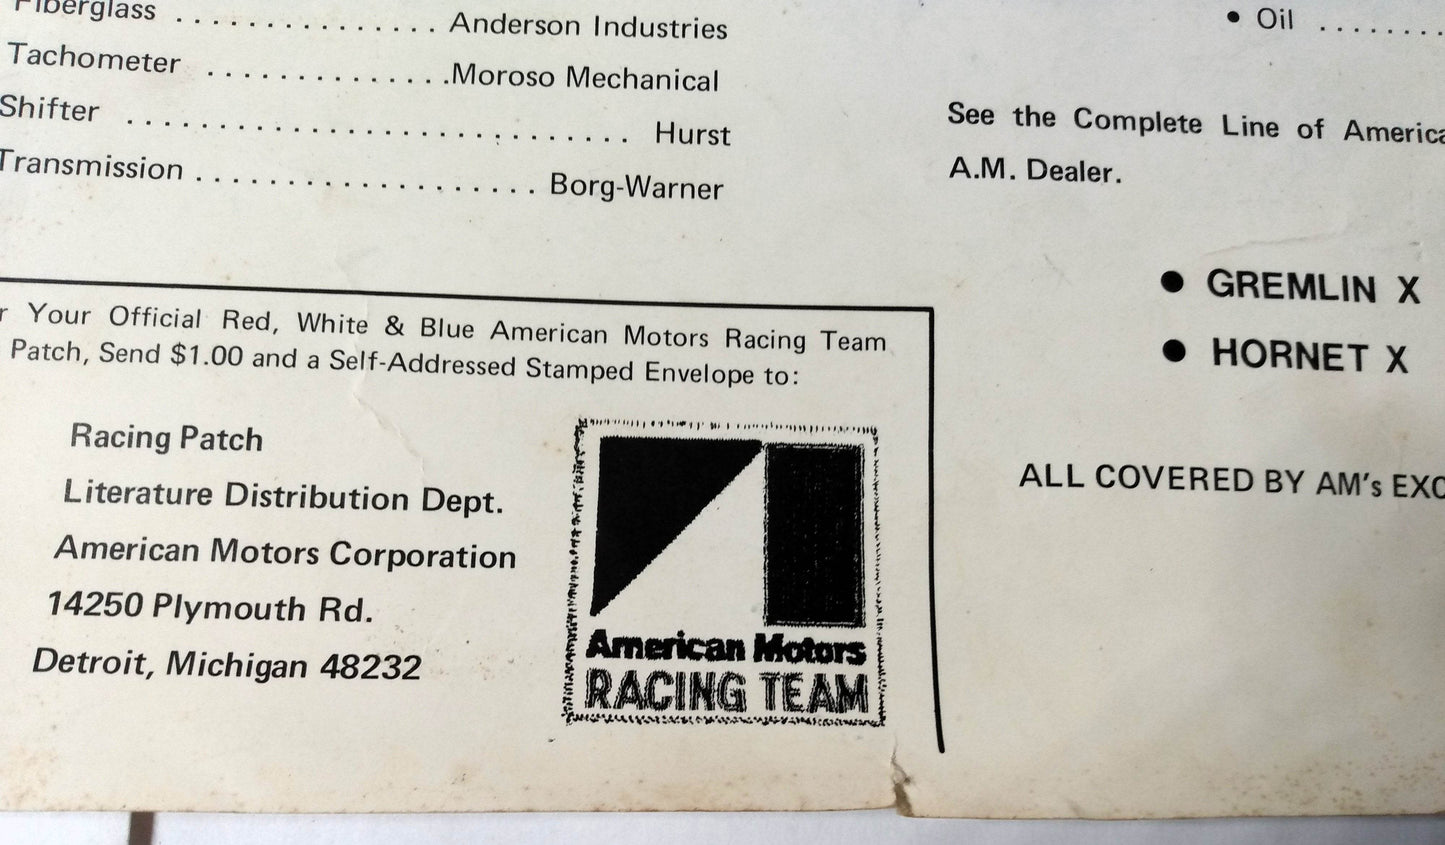 Fiberglass .............. Anderson Industries
Tachometer ..............Moroso Mechanical
Shifter ........................... Hurst
Transmission .................. Borg-Warner
Your Official Red, White & Blue American Motors Racing Team
Patch, Send $1.00 and a Self-Addressed Stamped Envelope to:
Racing Patch
Literature Distribution Dept.
American Motors Corporation
14250 Plymouth Rd.
Detroit, Michigan 48232
American Motors
RACING TEAM
• Oil .......
See the Complete Line of America
A.M. Dealer.
● GREMLIN X
● HORNET X
ALL COVERED BY AM's EXC